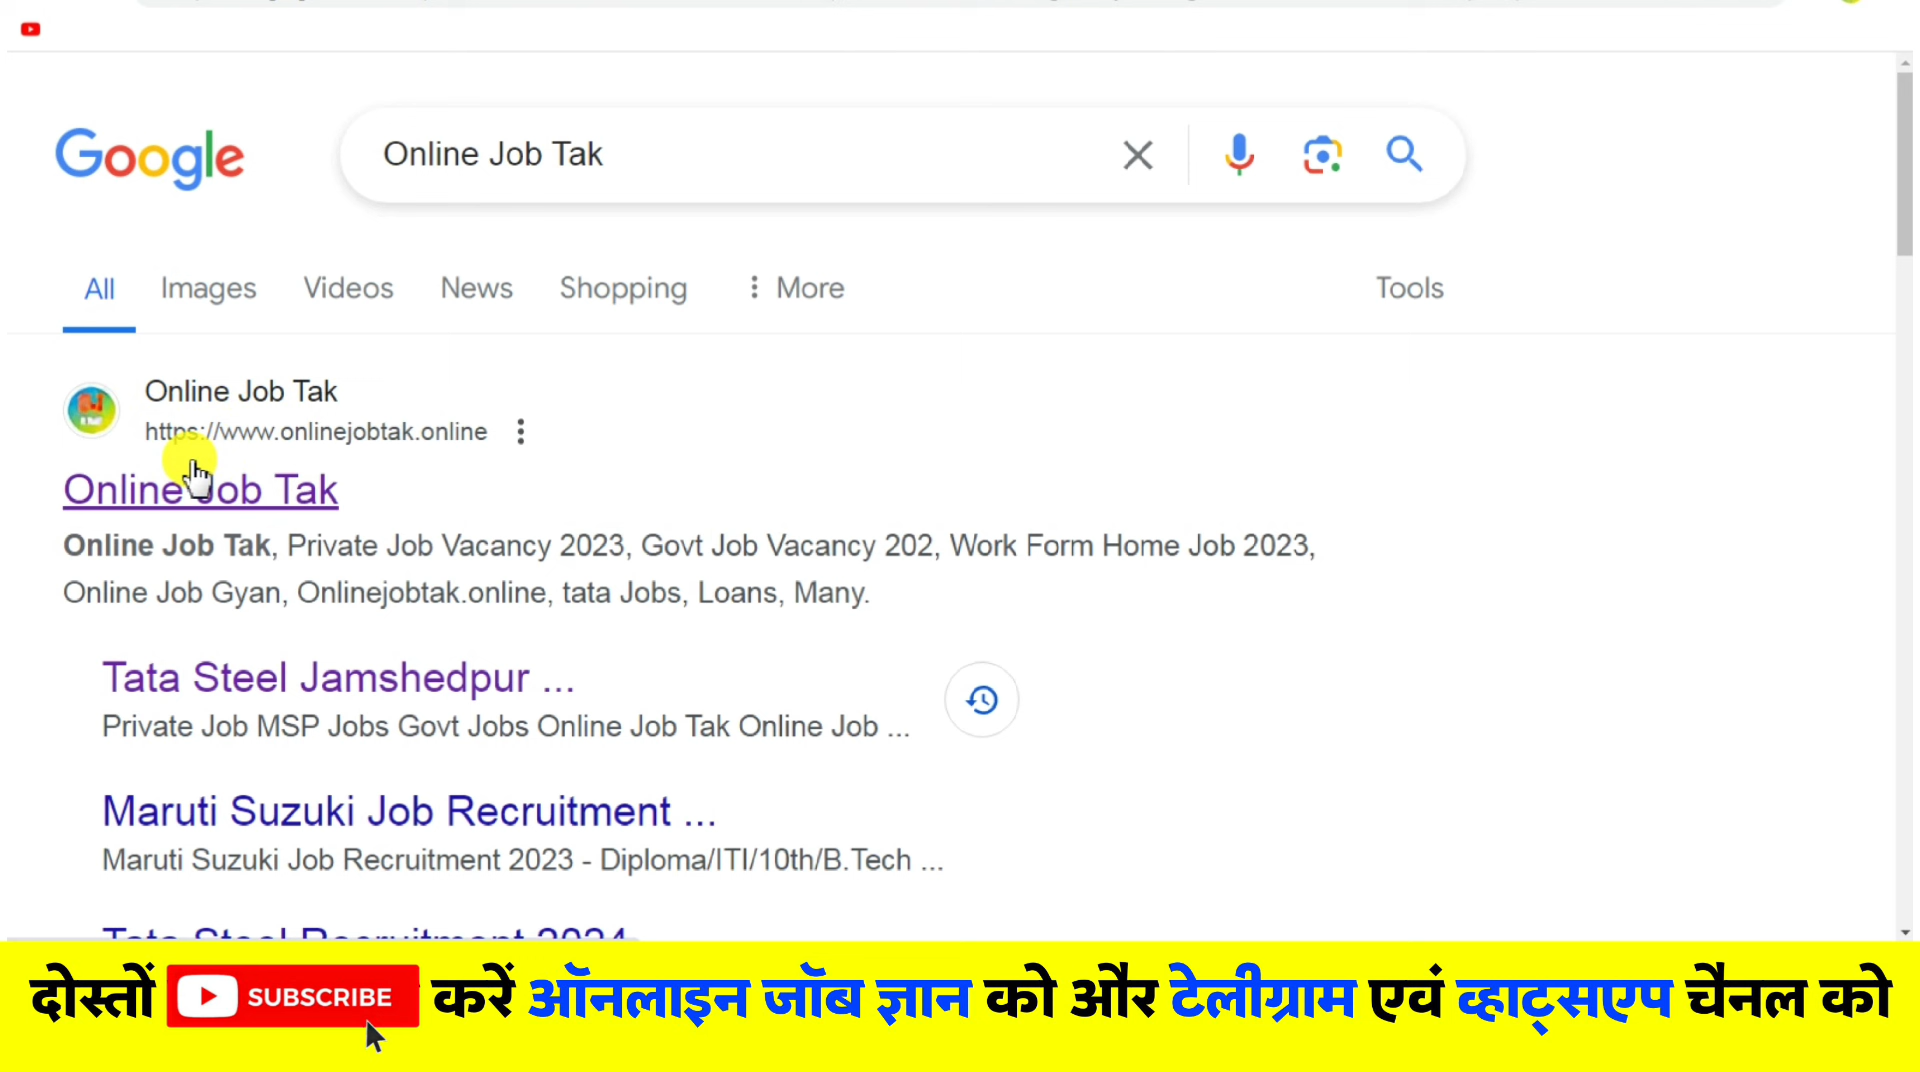 Google
Online Job Tak
All Images Videos News Shopping More Tools
Online Job Tak
https://www.onlinejobtak.online
Online Job Tak
Online Job Tak, Private Job Vacancy 2023, Govt Job Vacancy 202, Work Form Home Job 2023,
Online Job Gyan, Onlinejobtak.online, tata Jobs, Loans, Many.
Tata Steel Jamshedpur ...
Private Job MSP Jobs Govt Jobs Online Job Tak Online Job ...
Maruti Suzuki Job Recruitment ...
Maruti Suzuki Job Recruitment 2023 - Diploma/ITI/10th/B.Tech ...
Tata Steel Recruitment 2024
दोस्तों SUBSCRIBE करें ऑनलाइन जॉब ज्ञान को और टेलीग्राम एवं व्हाट्सएप चैनल को